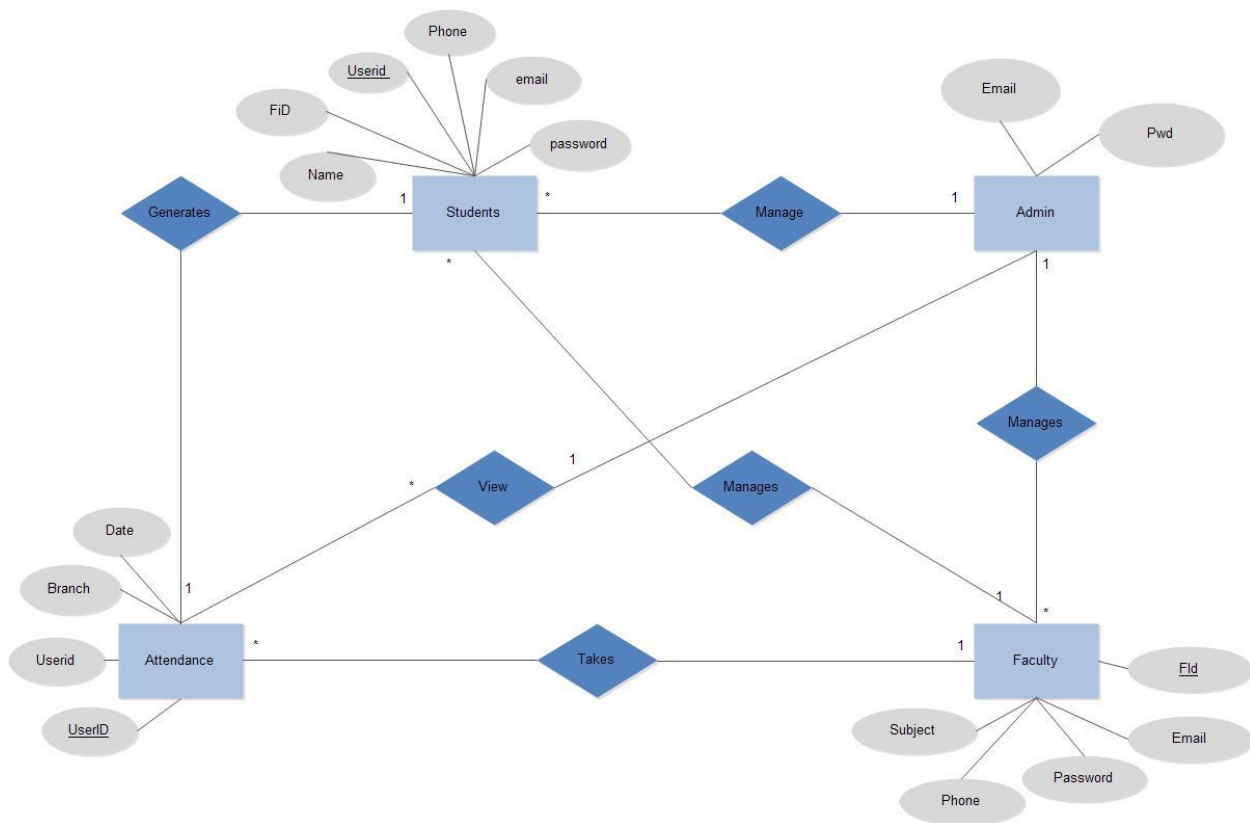 Phone
Userid
email
Email
FiD
Pwd
password
Name
Generates
1
Students
*
Manage
1
Admin
*
1
Manages
1
*
View
Manages
Date
Branch
1
1
*
Attendance
*
Takes
1
Faculty
Userid
FId
UserID
Subject
Email
Phone
Password